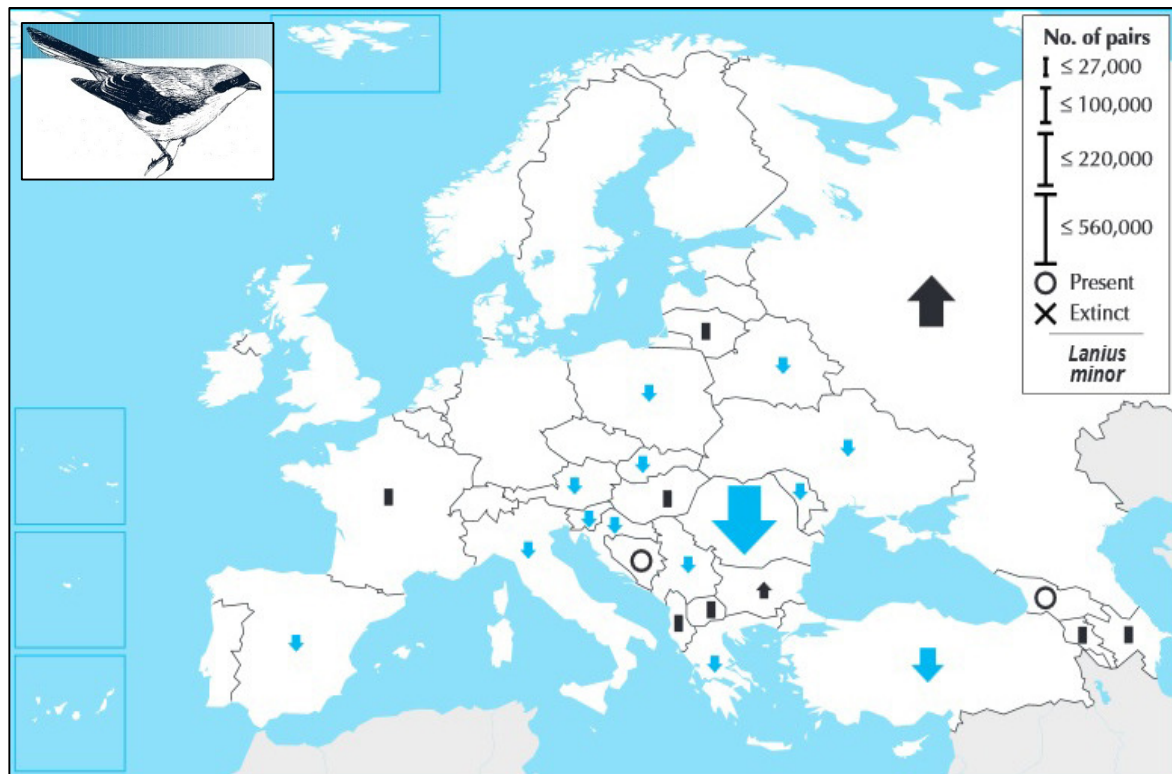 No. of pairs
≤ 27,000
≤ 100,000
≤ 220,000
≤ 560,000
Present
Extinct
Lanius
minor